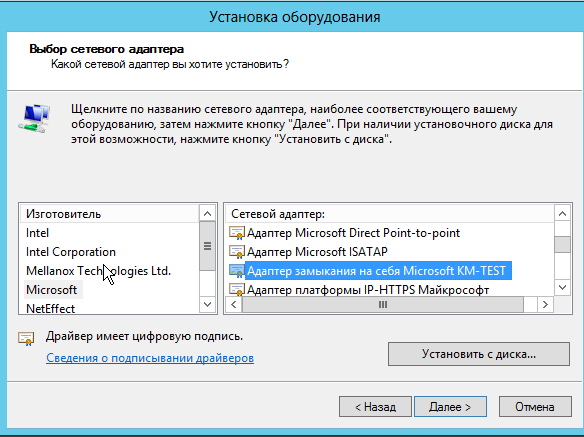 Установка оборудования
Выбор сетевого адаптера
Какой сетевой адаптер вы хотите установить?
Щелкните по названию сетевого адаптера, наиболее соответствующего вашему
оборудованию, затем нажмите кнопку "Далее". При наличии установочного диска для
этой возможности, нажмите кнопку "Установить с диска".
Изготовитель
Intel
Intel Corporation
Mellanox Technologies Ltd.
Microsoft
NetEffect
Сетевой адаптер:
Адаптер Microsoft Direct Point-to-point
Адаптер Microsoft ISATAP
Адаптер замыкания на себя Microsoft KM-TEST
Адаптер платформы IP-HTTPS Майкрософт
Драйвер имеет цифровую подпись.
Сведения о подписывании драйверов
Установить с диска...
< Назад
Далее >
Отмена